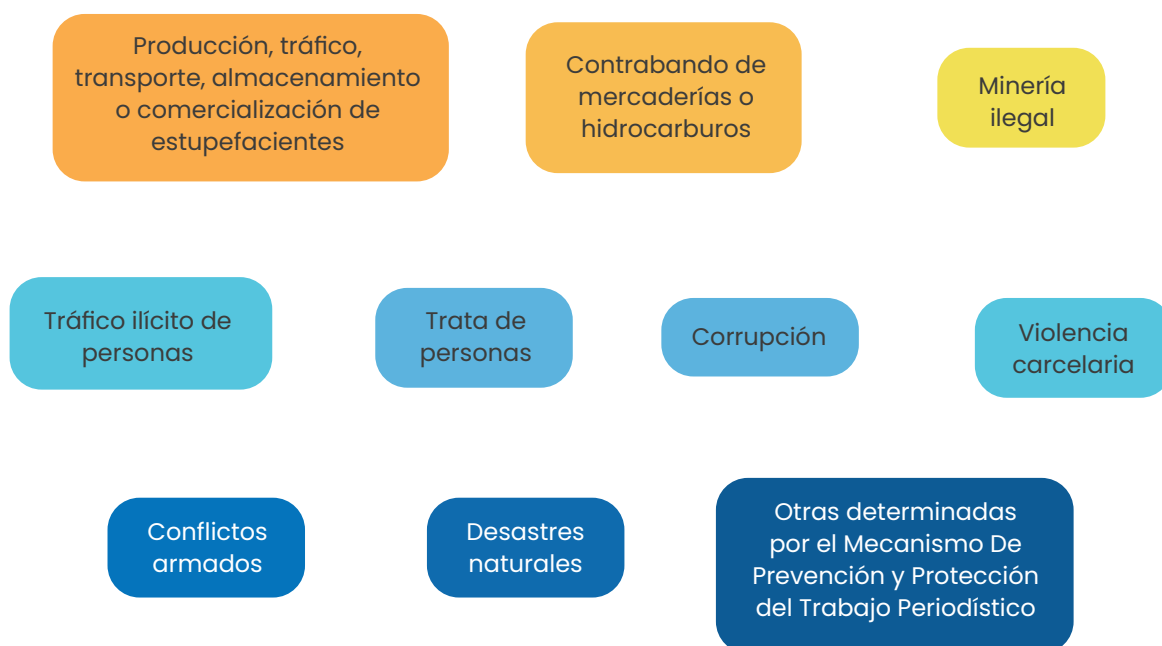 Producción, tráfico,
transporte, almacenamiento
o comercialización de
estupefacientes
Contrabando de
mercaderías o
hidrocarburos
Minería
ilegal
Tráfico ilícito de
personas
Trata de
personas
Corrupción
Violencia
carcelaria
Conflictos
armados
Desastres
naturales
Otras determinadas
por el Mecanismo De
Prevención y Protección
del Trabajo Periodístico